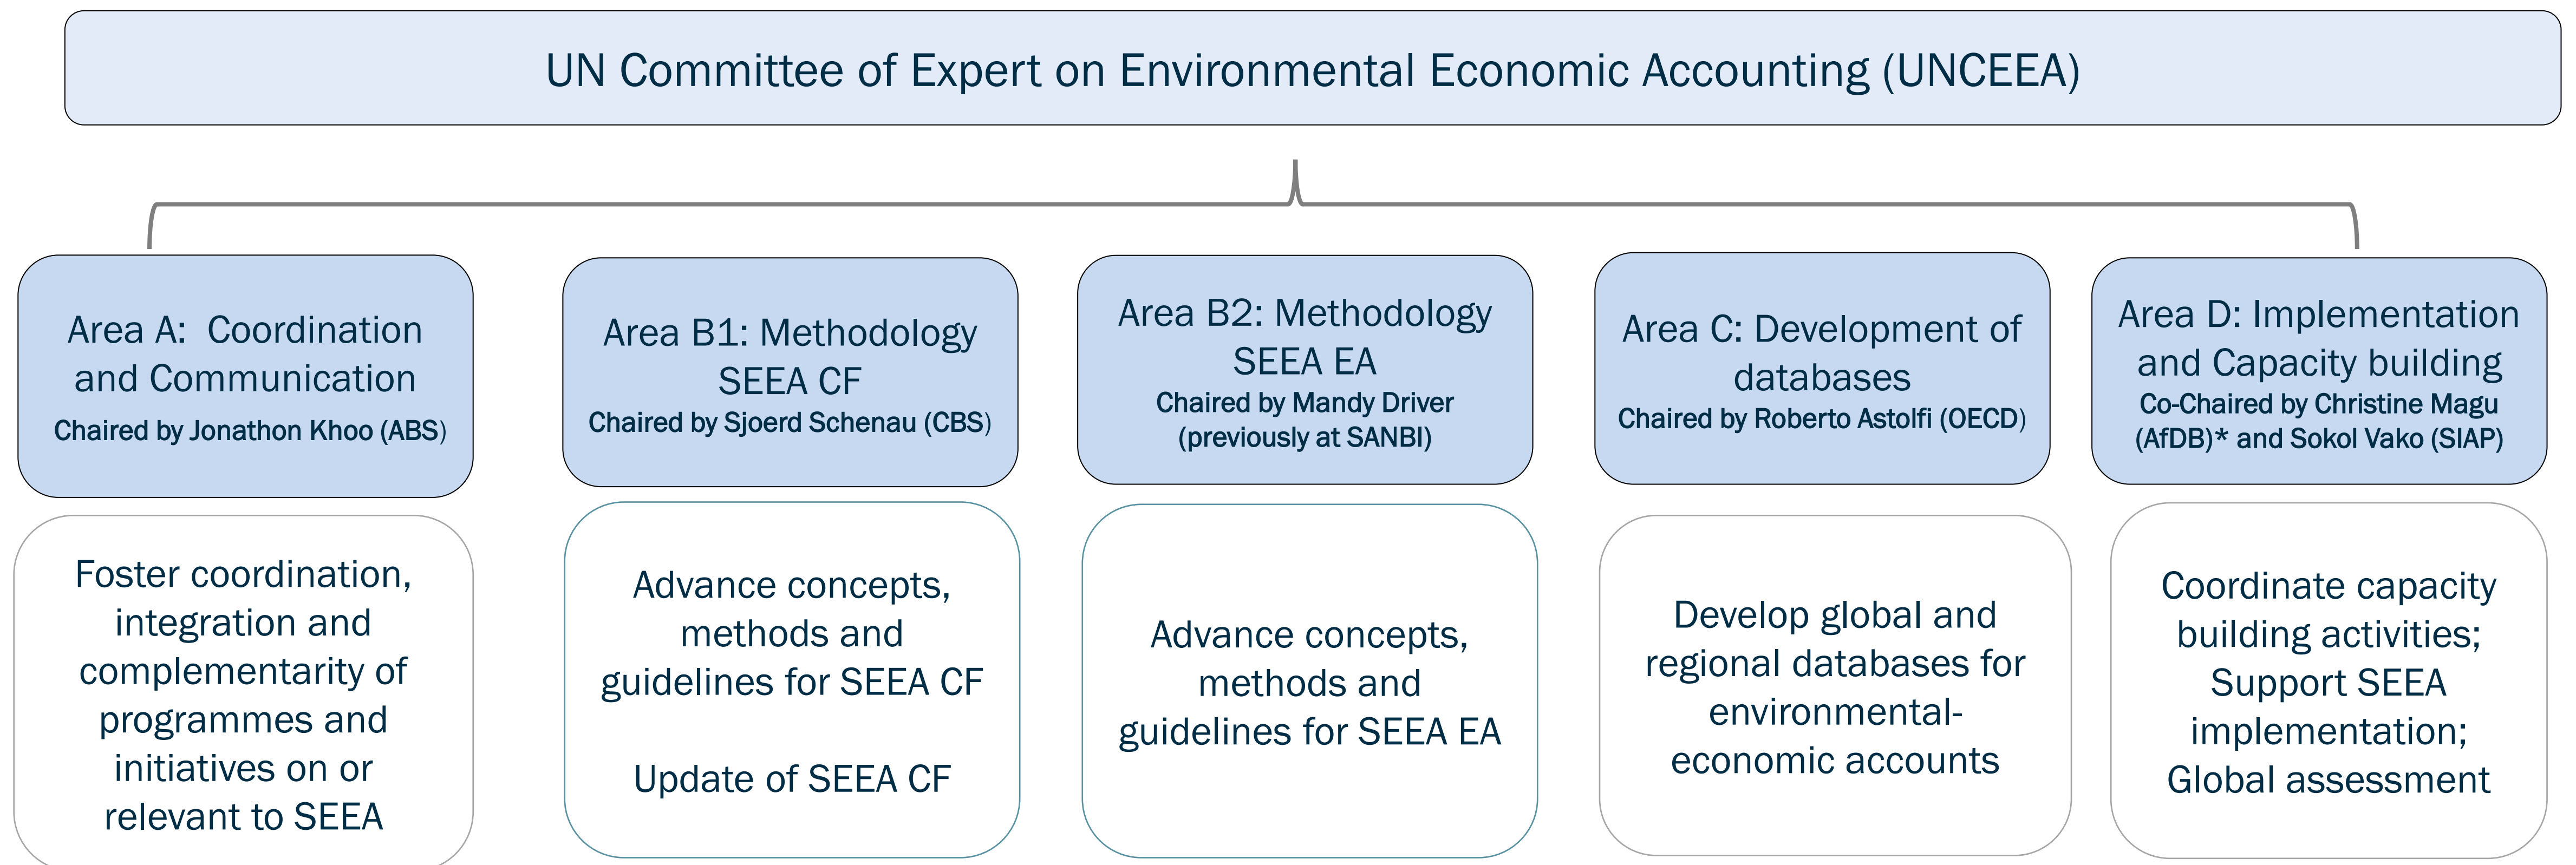 UN Committee of Expert on Environmental Economic Accounting (UNCEEA)
Area A:  Coordination
and Communication
Chaired by Jonathon Khoo (ABS)
Area B1: Methodology
SEEA CF
Chaired by Sjoerd Schenau (CBS)
Area B2: Methodology
SEEA EA
Chaired by Mandy Driver
(previously at SANBI)
Area C: Development of
databases
Chaired by Roberto Astolfi (OECD)
Area D: Implementation
and Capacity building
Co-Chaired by Christine Magu
(AfDB)* and Sokol Vako (SIAP)
Foster coordination,
integration and
complementarity of
programmes and
initiatives on or
relevant to SEEA
Advance concepts,
methods and
guidelines for SEEA CF
Update of SEEA CF
Advance concepts,
methods and
guidelines for SEEA EA
Develop global and
regional databases for
environmental-
economic accounts
Coordinate capacity
building activities;
Support SEEA
implementation;
Global assessment